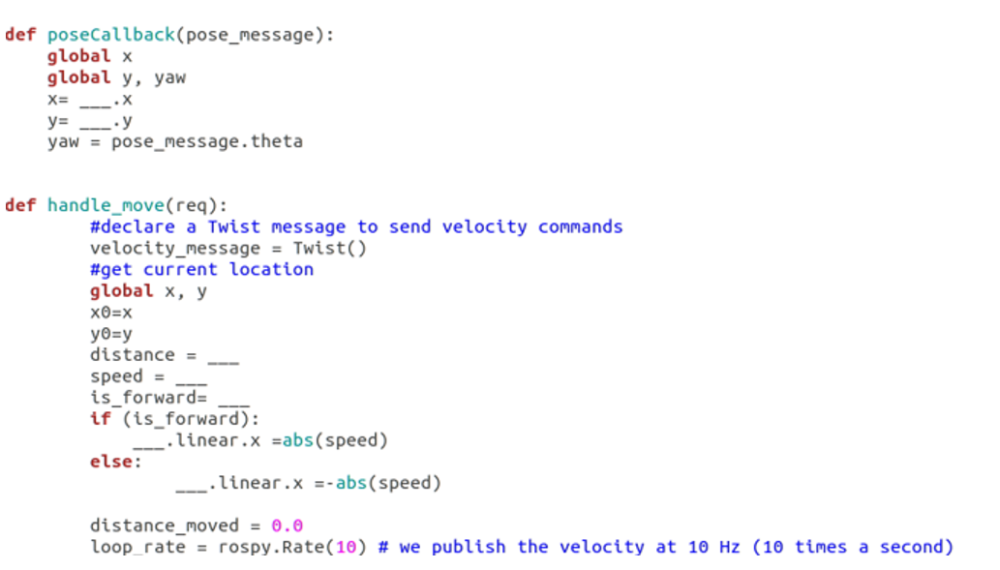 def poseCallback(pose_message):
    global x
    global y, yaw
    x= ___.x
    y= ___.y
    yaw = pose_message.theta
def handle_move(req):
        #declare a Twist message to send velocity commands
        velocity_message = Twist()
        #get current location
        global x, y
        x0=x
        y0=y
        distance = ___
        speed = ___
        is_forward= ___
        if (is_forward):
            ___.linear.x =abs(speed)
        else:
                ___.linear.x =-abs(speed)
        distance_moved = 0.0
        loop_rate = rospy.Rate(10) # we publish the velocity at 10 Hz (10 times a second)